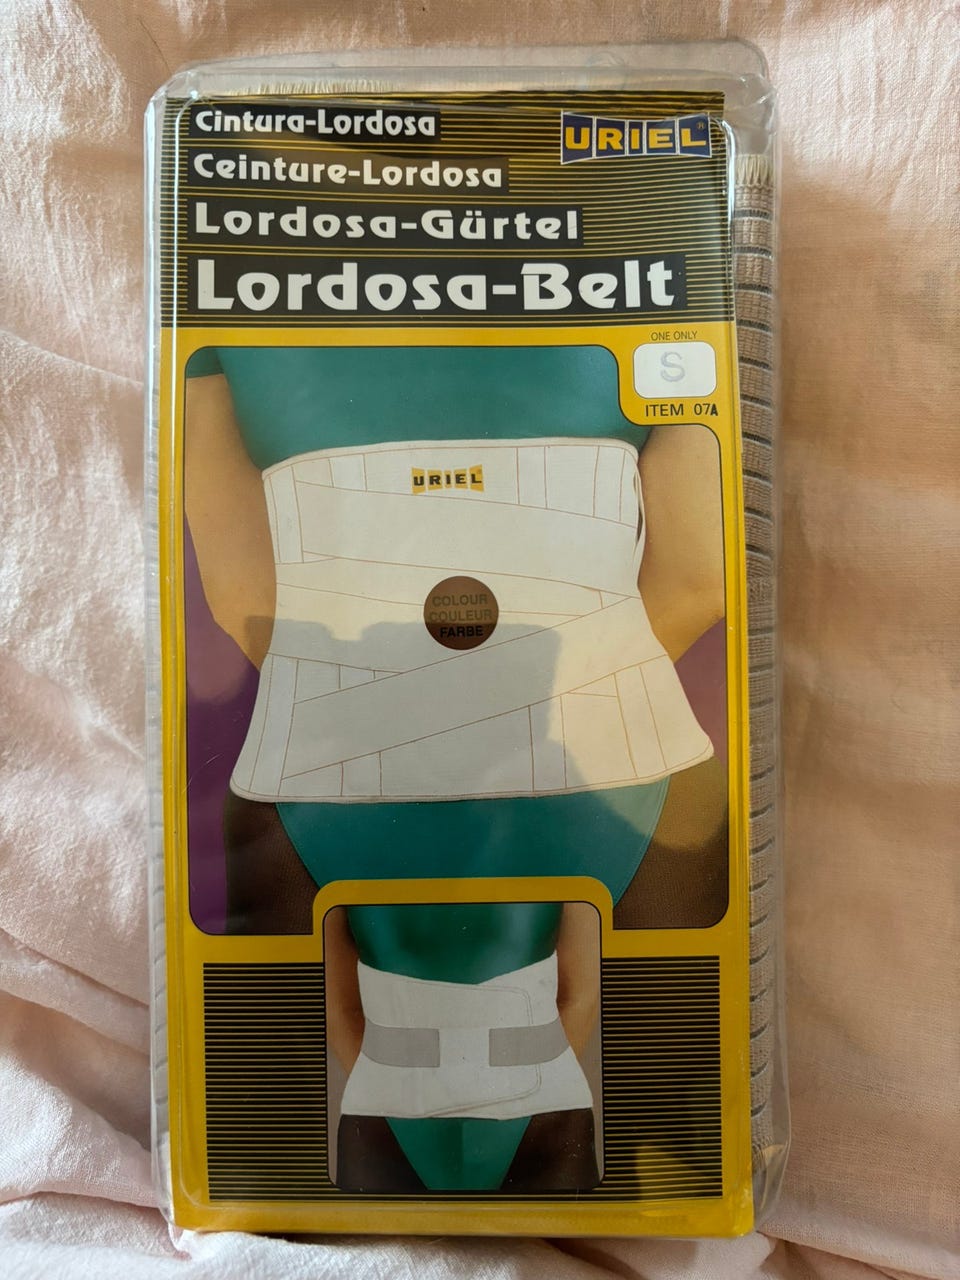 Cintura-Lordosa
Ceinture-Lordosa
Lordosa-Gürtel
Lordosa-Belt
URIEL®
ONE ONLY
S
ITEM 07A
URIEL
COLOUR
COULEUR
FARBE